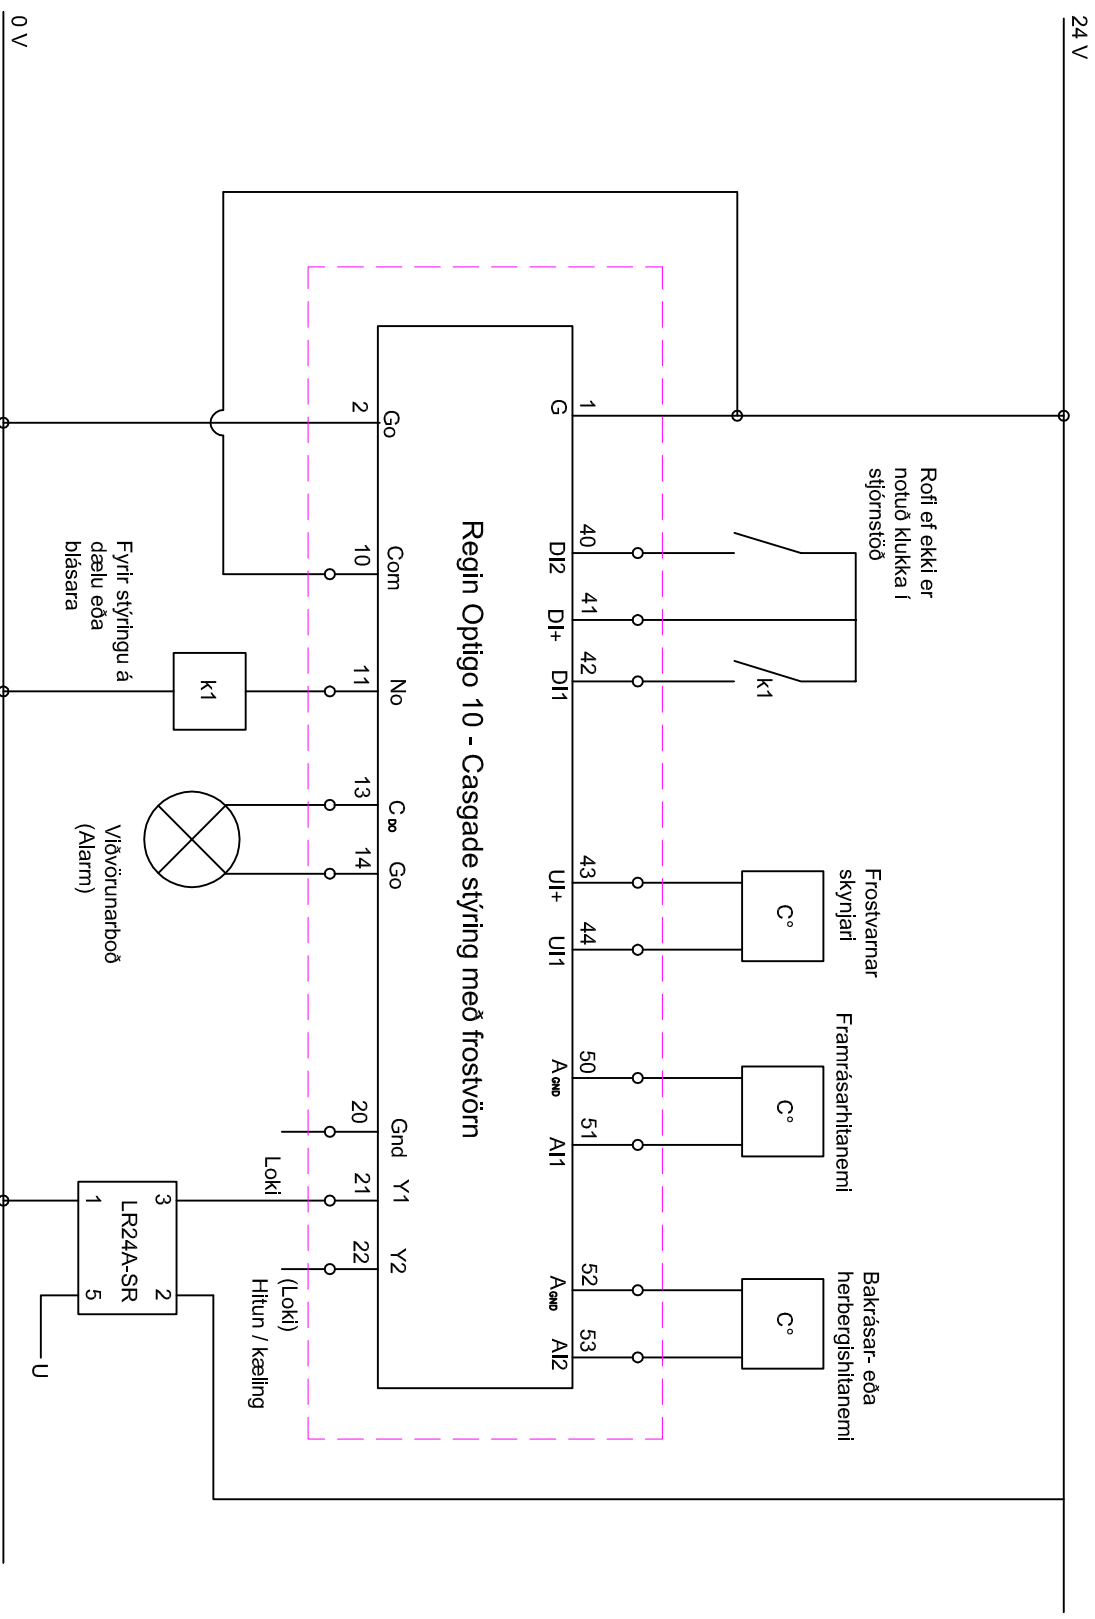 24 V
Rofi ef ekki er
notuð klukka í
stjórnstöð
k1
Frostvarnar
skynjari
C°
Framrásarhitanemi
C°
Bakrásar- eða
herbergishitanemi
C°
1 40 41 42 43 44 50 51 52 53
G DI2 DI+ DI1 UI+ UI1 AGND AI1 AGND AI2
Regin Optigo 10 - Casgade stýring með frostvörn
Go Com No CDO Go Gnd Y1 Y2
2 10 11 13 14 20 21 22
Fyrir stýringu á
dælu eða
blásara
k1
Viðvörunarboð
(Alarm)
Loki
(Loki)
Hitun / kæling
3 2
LR24A-SR
1 5
U
0 V